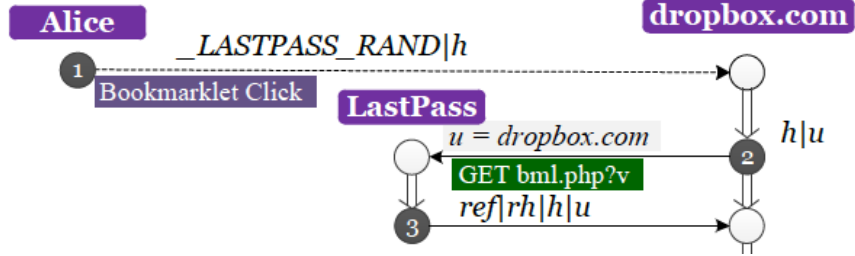 Alice
dropbox.com
_LASTPASS_RAND|h
1
Bookmarklet Click
LastPass
u = dropbox.com
h|u
2
GET bml.php?v
ref|rh|h|u
3